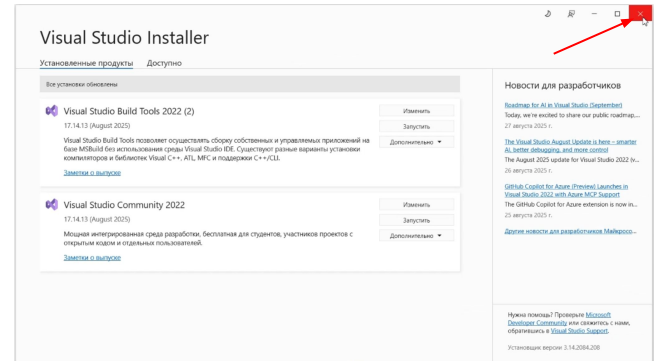 Visual Studio Installer
Установленные продукты Доступно
Все установки обновлены
Visual Studio Build Tools 2022 (2)
17.14.13 (August 2025)
Visual Studio Build Tools позволяет осуществлять сборку собственных и управляемых приложений на
базе MSBuild без использования среды Visual Studio IDE. Существуют разные варианты установки
компиляторов и библиотек Visual C++, ATL, MFC и поддержки C++/CLI.
Заметки о выпуске
Изменить
Запустить
Дополнительно
Visual Studio Community 2022
17.14.13 (August 2025)
Мощная интегрированная среда разработки, бесплатная для студентов, участников проектов с
открытым кодом и отдельных пользователей.
Заметки о выпуске
Изменить
Запустить
Дополнительно
Новости для разработчиков
Roadmap for AI in Visual Studio (September)
Today, we're excited to share our public roadmap,...
27 августа 2025 г.
The Visual Studio August Update is here – smarter
AI, better debugging, and more control
The August 2025 update for Visual Studio 2022 (v...
26 августа 2025 г.
GitHub Copilot for Azure (Preview) Launches in
Visual Studio 2022 with Azure MCP Support
The GitHub Copilot for Azure extension is now in...
25 августа 2025 г.
Другие новости для разработчиков Майкросо...
Нужна помощь? Проверьте Microsoft
Developer Community или свяжитесь с нами,
обратившись в Visual Studio Support.
Установщик версии 3.14.2084.208